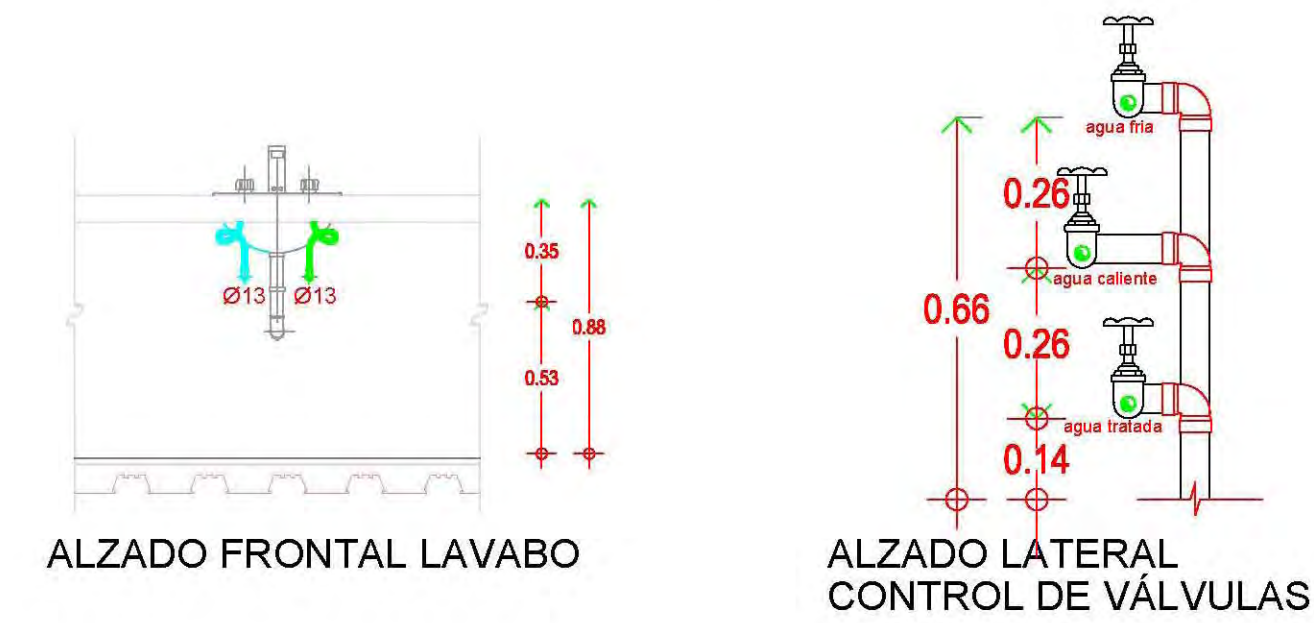 0.35
0.88
0.53
Ø13 Ø13
ALZADO FRONTAL LAVABO
agua fria
0.26
agua caliente
0.66
0.26
agua tratada
0.14
ALZADO LATERAL
CONTROL DE VÁLVULAS